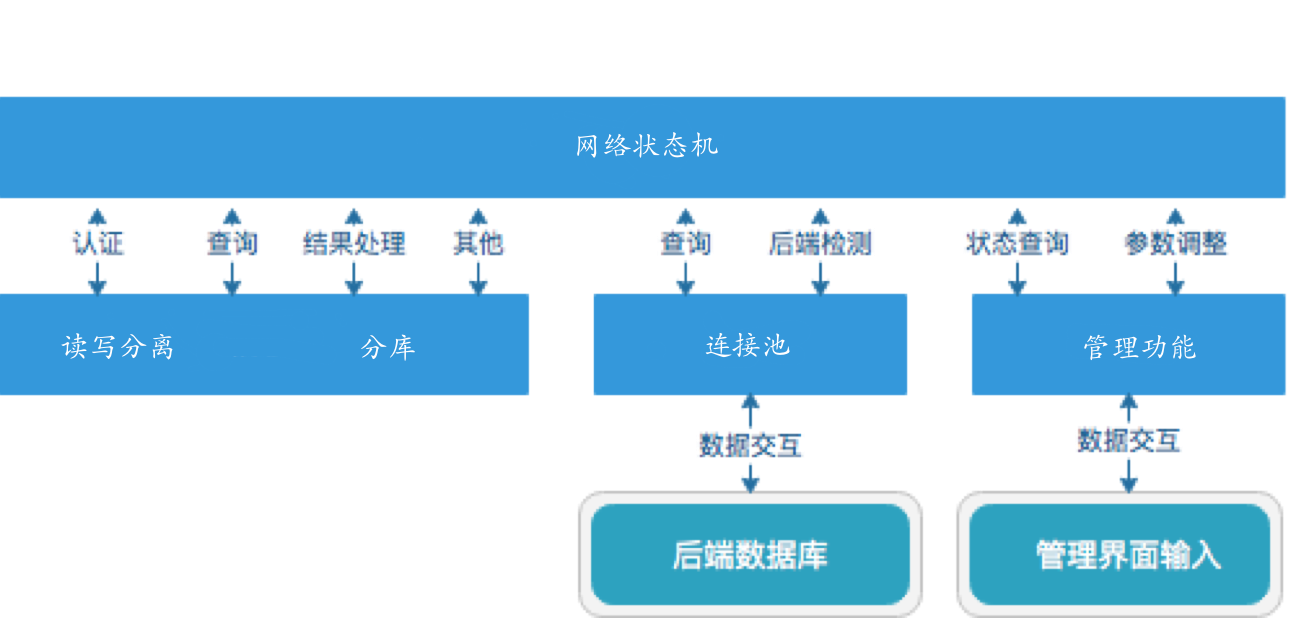 网络状态机
认证 查询 结果处理 其他 查询 后端检测 状态查询 参数调整
读写分离 分库 连接池 管理功能
数据交互 数据交互
后端数据库 管理界面输入